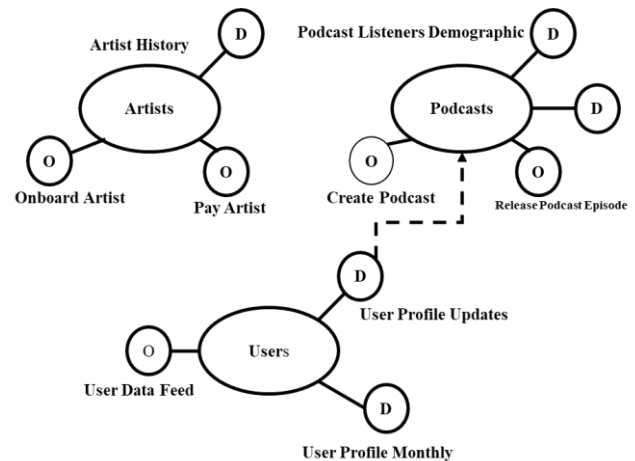 D
Artist History
Artists
O
Onboard Artist
O
Pay Artist
D
Podcast Listeners Demographic
Podcasts
D
O
Create Podcast
O
Release Podcast Episode
D
User Profile Updates
Users
O
User Data Feed
D
User Profile Monthly